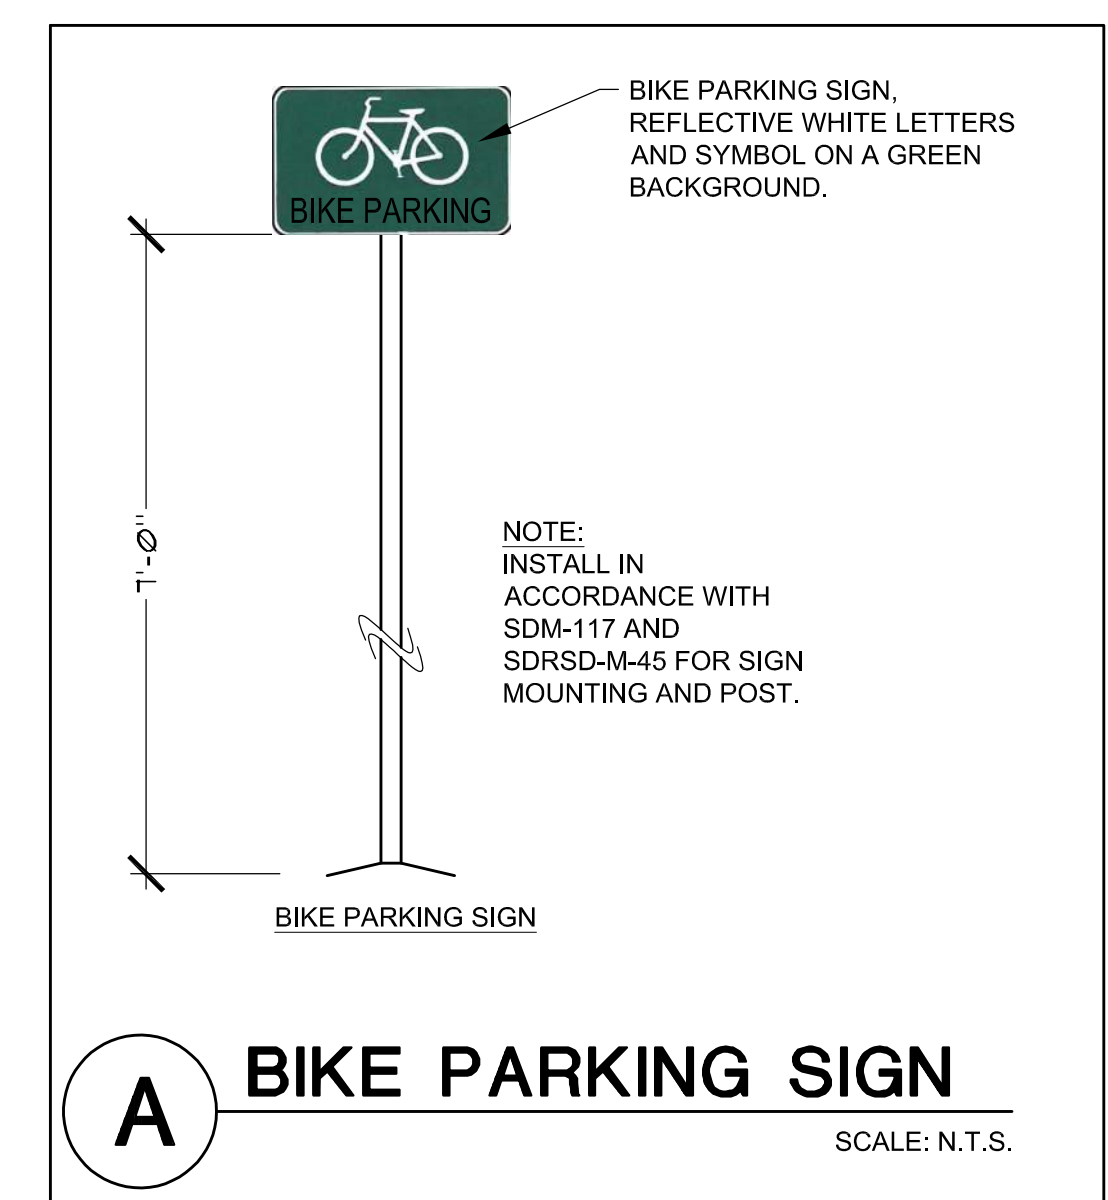 BIKE PARKING SIGN,
REFLECTIVE WHITE LETTERS
AND SYMBOL ON A GREEN
BACKGROUND.
BIKE PARKING
7'-0"
NOTE:
INSTALL IN
ACCORDANCE WITH
SDM-117 AND
SDRSD-M-45 FOR SIGN
MOUNTING AND POST.
BIKE PARKING SIGN
A
BIKE PARKING SIGN
SCALE: N.T.S.